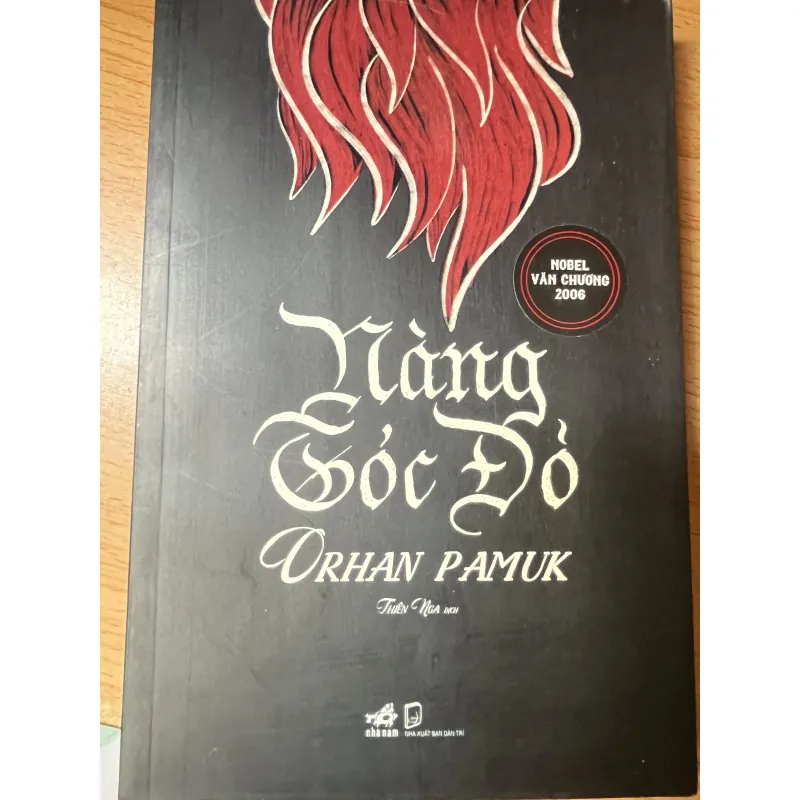 NOBEL
VĂN CHƯƠNG
2006
Nàng
Tóc Đỏ
ORHAN PAMUK
THIÊN NGA DỊCH
nhã nam
NHÀ XUẤT BẢN DÂN TRÍ